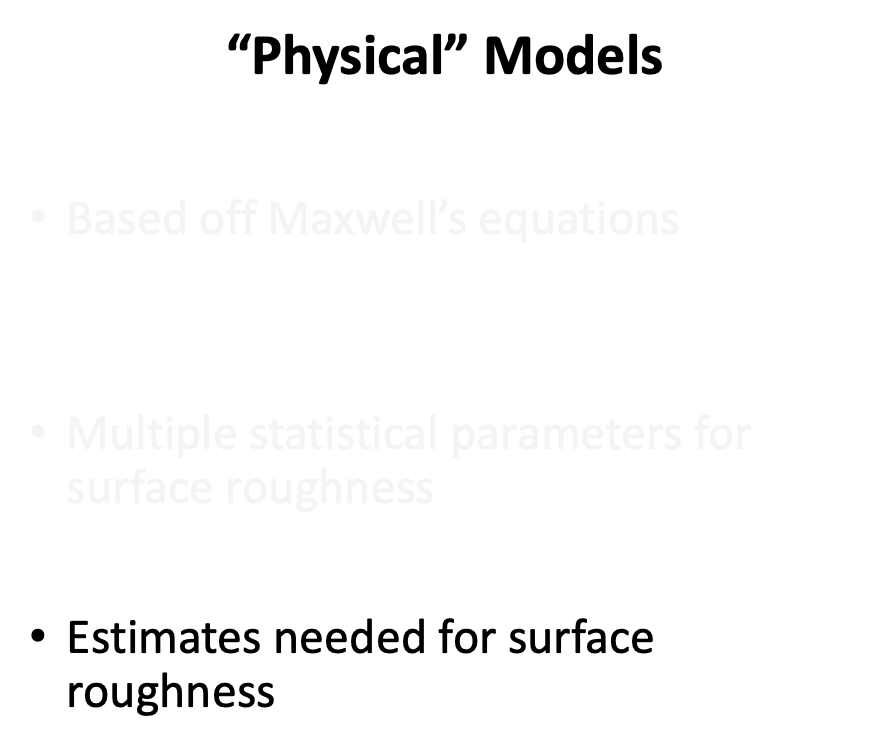 “Physical” Models
• Based off Maxwell’s equations
• Multiple statistical parameters for
surface roughness
• Estimates needed for surface
roughness